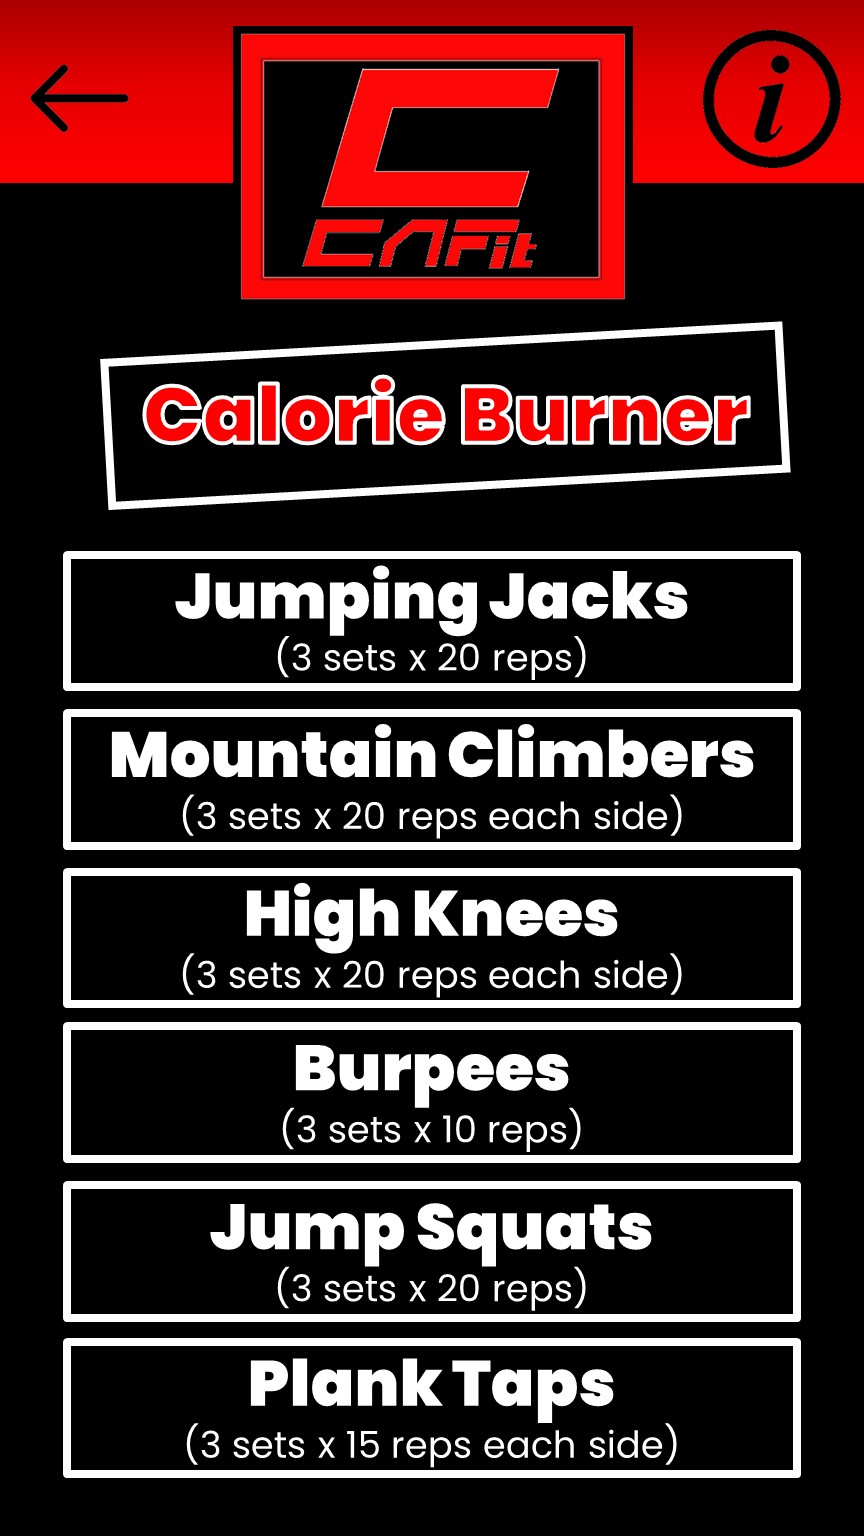 i
CAFit
Calorie Burner
Jumping Jacks
(3 sets x 20 reps)
Mountain Climbers
(3 sets x 20 reps each side)
High Knees
(3 sets x 20 reps each side)
Burpees
(3 sets x 10 reps)
Jump Squats
(3 sets x 20 reps)
Plank Taps
(3 sets x 15 reps each side)